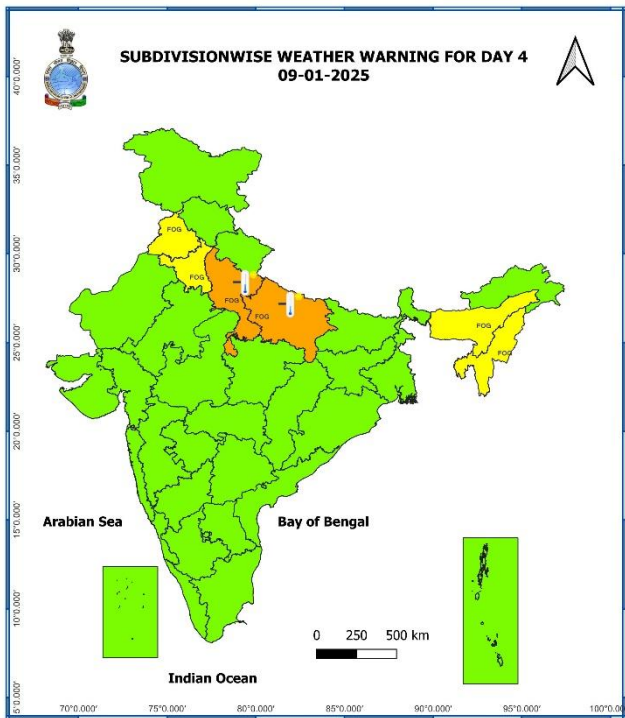 SUBDIVISIONWISE WEATHER WARNING FOR DAY 4
09-01-2025
40°0.000'
35°0.000'
30°0.000'
25°0.000'
20°0.000'
15°0.000'
10°0.000'
5°0.000'
FOG
FOG
FOG
FOG
FOG
FOG
Arabian Sea
Bay of Bengal
0 250 500 km
Indian Ocean
70°0.000' 75°0.000' 80°0.000' 85°0.000' 90°0.000' 95°0.000' 100°0.000'